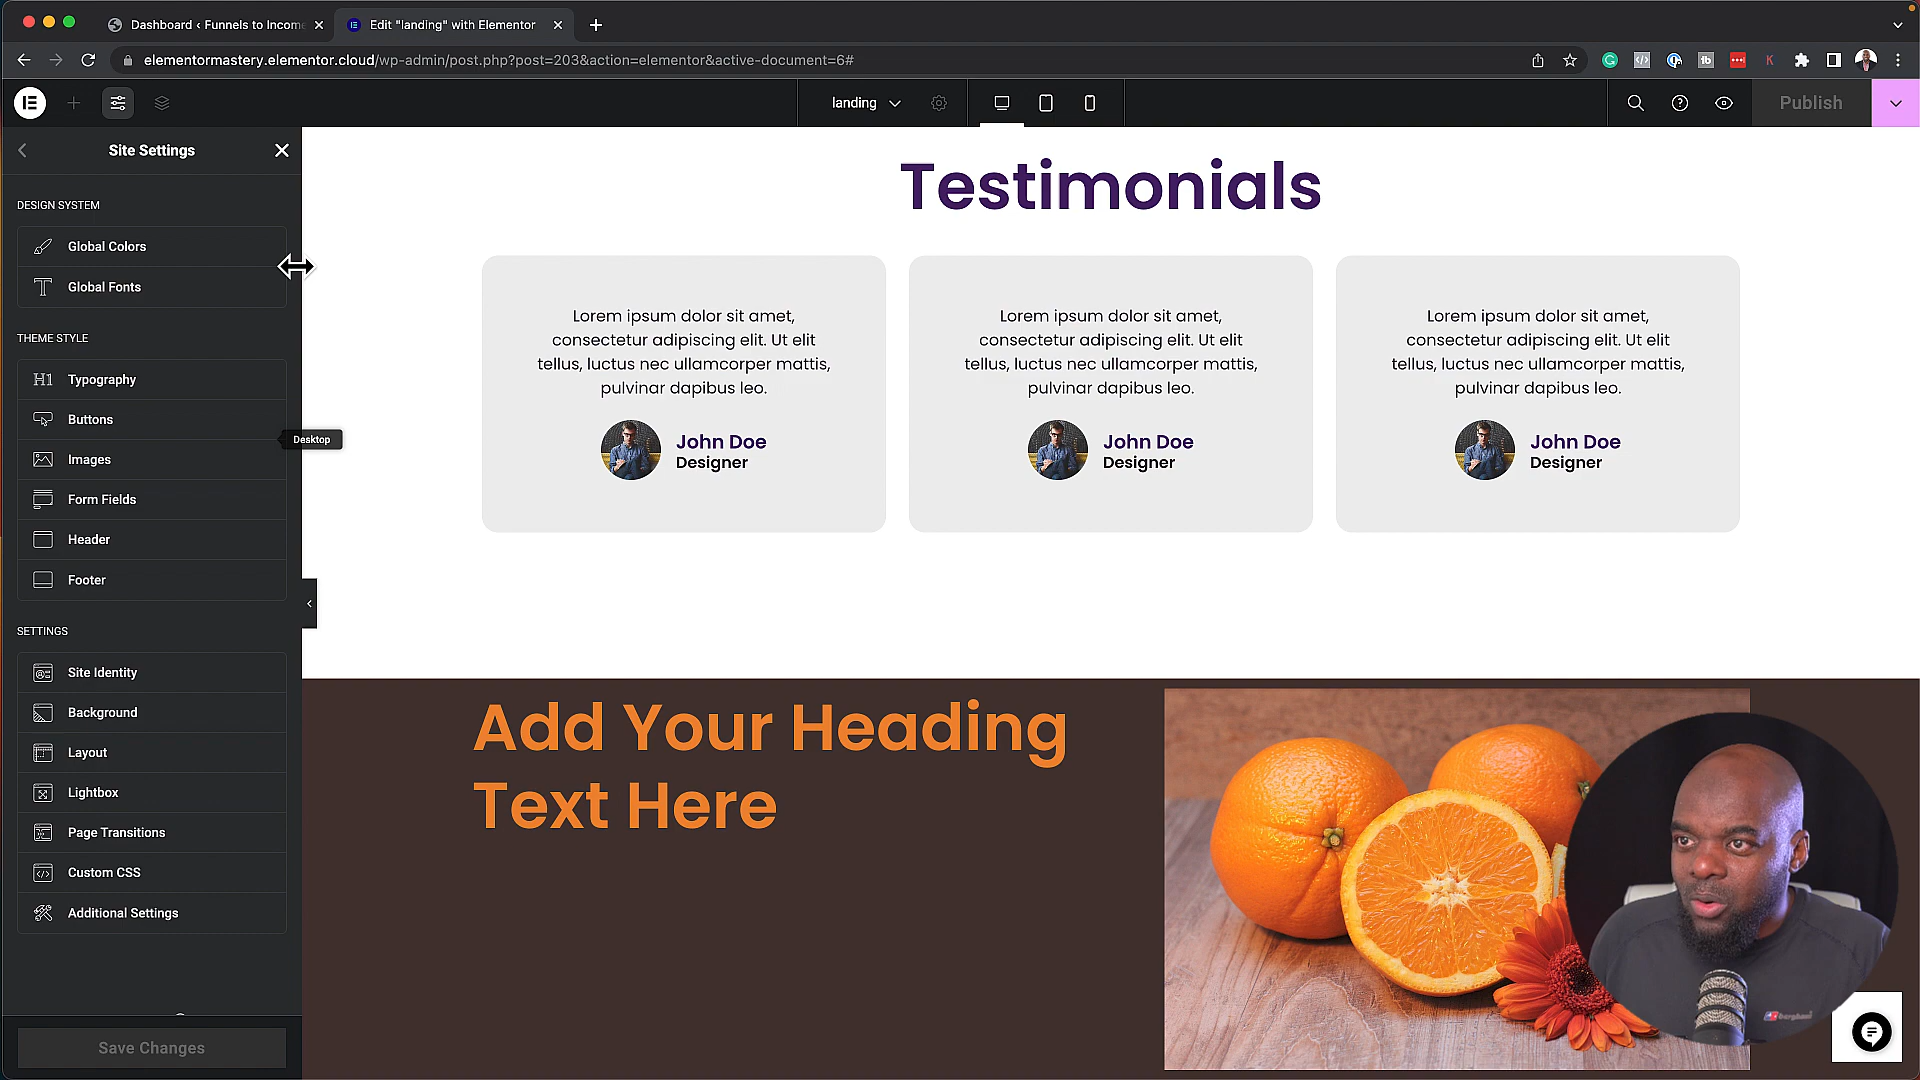 Dashboard ‹ Funnels to Incom
Edit "landing" with Elementor
elementormastery.elementor.cloud/wp-admin/post.php?post=203&action=elementor&active-document=6#
landing
Publish
Site Settings
DESIGN SYSTEM
Global Colors
Global Fonts
THEME STYLE
Typography
Buttons
Desktop
Images
Form Fields
Header
Footer
SETTINGS
Site Identity
Background
Layout
Lightbox
Page Transitions
Custom CSS
Additional Settings
Save Changes
Testimonials
Lorem ipsum dolor sit amet,
consectetur adipiscing elit. Ut elit
tellus, luctus nec ullamcorper mattis,
pulvinar dapibus leo.
John Doe
Designer
Lorem ipsum dolor sit amet,
consectetur adipiscing elit. Ut elit
tellus, luctus nec ullamcorper mattis,
pulvinar dapibus leo.
John Doe
Designer
Lorem ipsum dolor sit amet,
consectetur adipiscing elit. Ut elit
tellus, luctus nec ullamcorper mattis,
pulvinar dapibus leo.
John Doe
Designer
Add Your Heading
Text Here
berghaus